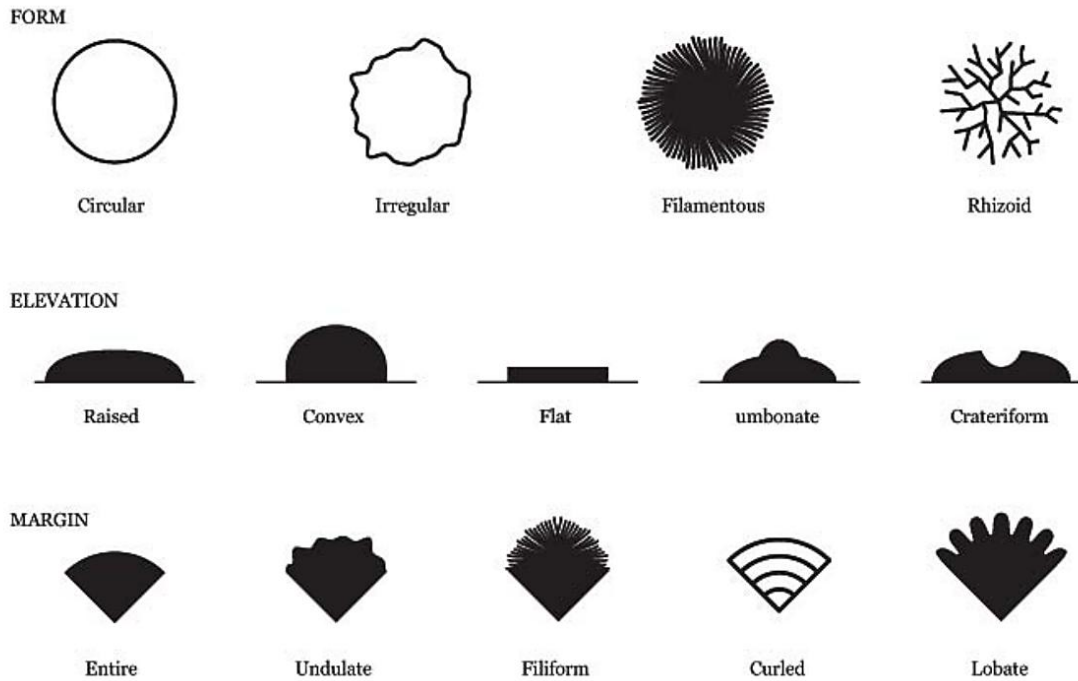 FORM
Circular
Irregular
Filamentous
Rhizoid
ELEVATION
Raised
Convex
Flat
umbonate
Crateriform
MARGIN
Entire
Undulate
Filiform
Curled
Lobate